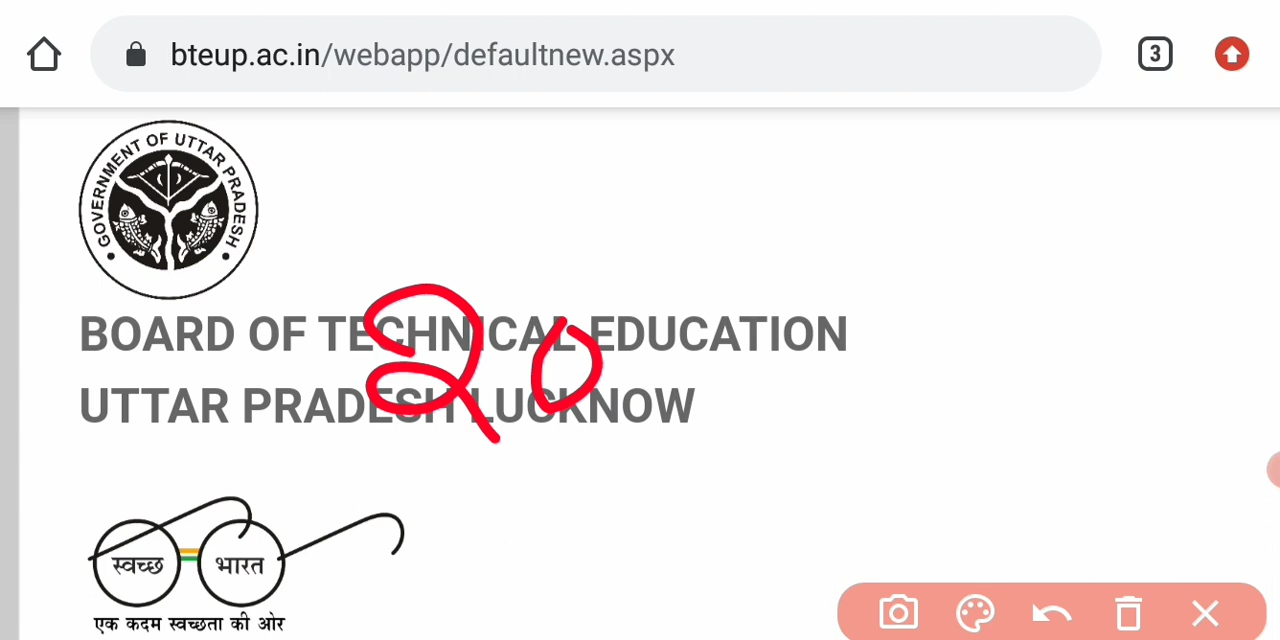 bteup.ac.in/webapp/defaultnew.aspx
3
GOVERNMENT OF UTTAR PRADESH
BOARD OF TECHNICAL EDUCATION
20
UTTAR PRADESH LUCKNOW
स्वच्छ भारत
एक कदम स्वच्छता की ओर